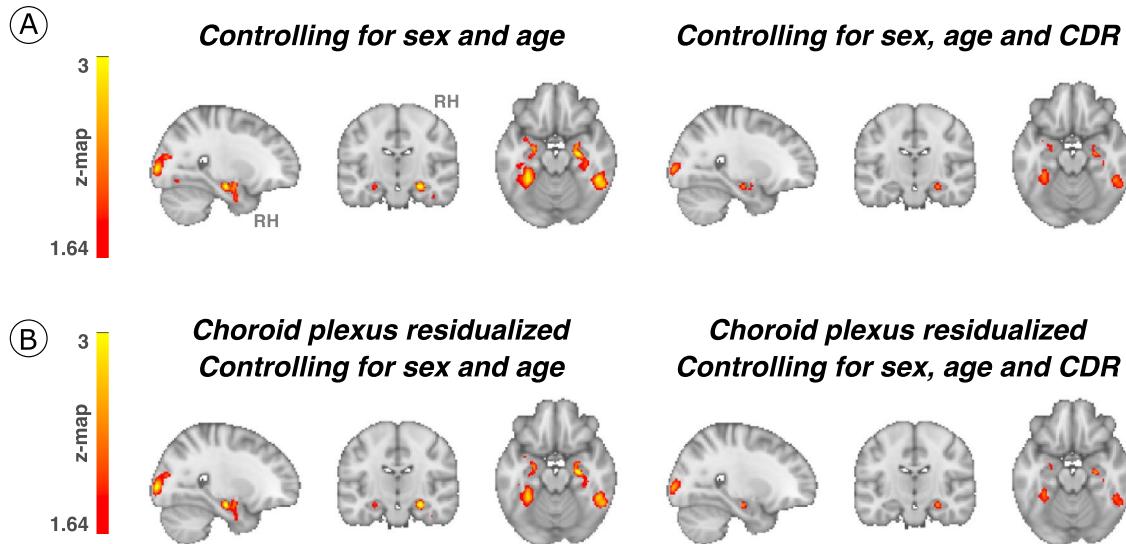 A
Controlling for sex and age
Controlling for sex, age and CDR
3
z-map
1.64
RH
RH
B
Choroid plexus residualized
Controlling for sex and age
Choroid plexus residualized
Controlling for sex, age and CDR
3
z-map
1.64